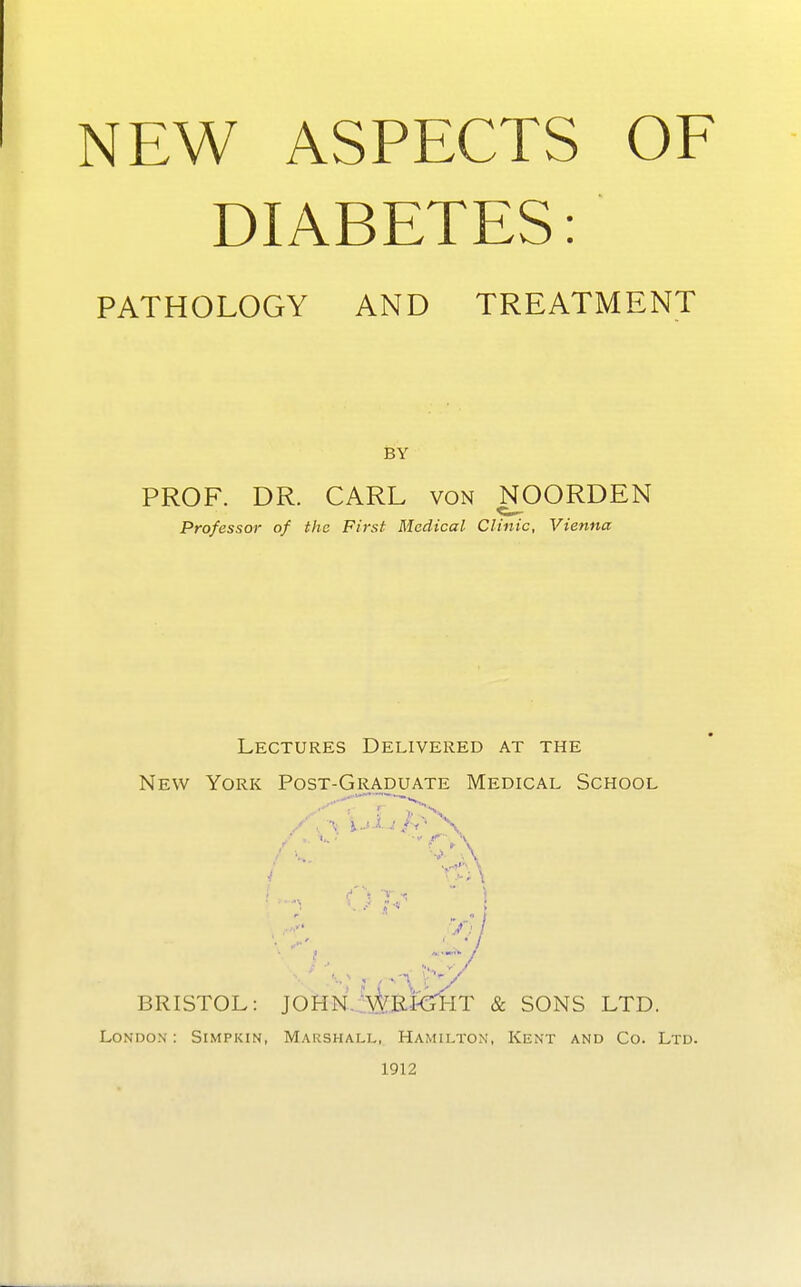 NEW ASPECTS OF
DIABETES:
PATHOLOGY AND TREATMENT
BY
PROF. DR. CARL VON NOORDEN
Professor of the First Medical Clinic, Vienna
LECTURES DELIVERED AT THE
NEW YORK POST-GRADUATE MEDICAL SCHOOL
OF
BRISTOL: JOHN WRIGHT & SONS LTD.
LONDON: SIMPKIN, MARSHALL, HAMILTON, KENT AND CO. LTD.
1912